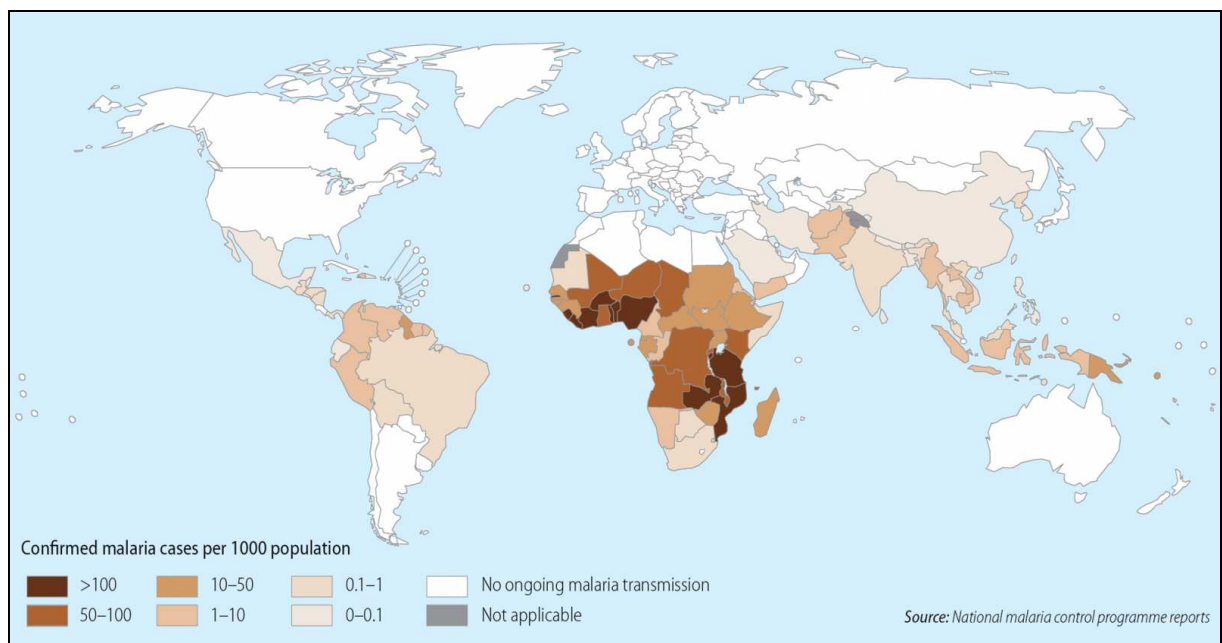 Confirmed malaria cases per 1000 population
>100
10–50
0.1–1
No ongoing malaria transmission
50–100
1–10
0–0.1
Not applicable
Source: National malaria control programme reports